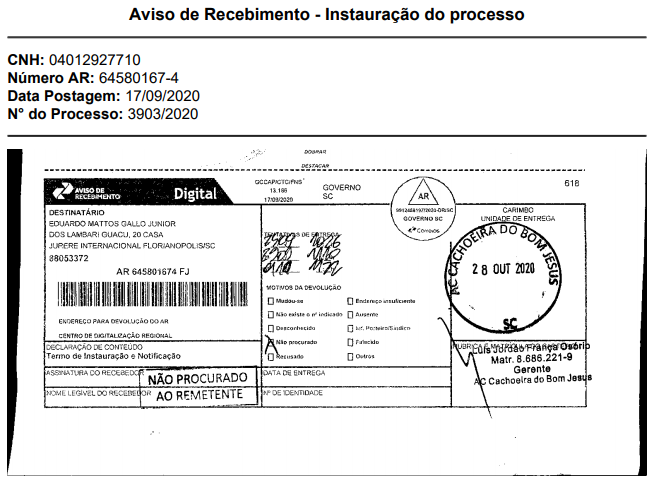 Aviso de Recebimento - Instauração do processo
CNH: 04012927710
Número AR: 64580167-4
Data Postagem: 17/09/2020
N° do Processo: 3903/2020
DOBRAR
DESTACAR
AVISO DE RECEBIMENTO
Digital
GCCAP/CTC/FNS
13.186
17/09/2020
GOVERNO
SC
AR
GOVERNO SC
Correios
618
CARIMBO
UNIDADE DE ENTREGA
DESTINATÁRIO
EDUARDO MATTOS GALLO JUNIOR
DOS LAMBARI GUACU, 20 CASA
JURERE INTERNACIONAL FLORIANOPOLIS/SC
88053372
AR 645801674 FJ
ENDEREÇO PARA DEVOLUÇÃO DO AR
CENTRO DE DIGITALIZAÇÃO REGIONAL
TENTATIVAS DE ENTREGA
MOTIVOS DA DEVOLUÇÃO
Mudou-se
Endereço insuficiente
Não existe o nº indicado
Ausente
Desconhecido
Inf. Porteiro/Síndico
X Não procurado
Falecido
Recusado
Outros
AC CACHOEIRA DO BOM JESUS
28 OUT 2020
SC
DECLARAÇÃO DE CONTEÚDO
Termo de Instauração e Notificação
Luis Jordão França Osório
Matr. 8.686.221-9
Gerente
AC Cachoeira do Bom Jesus
ASSINATURA DO RECEBEDOR
NÃO PROCURADO
AO REMETENTE
DATA DE ENTREGA
NOME LEGÍVEL DO RECEBEDOR
Nº DE IDENTIDADE